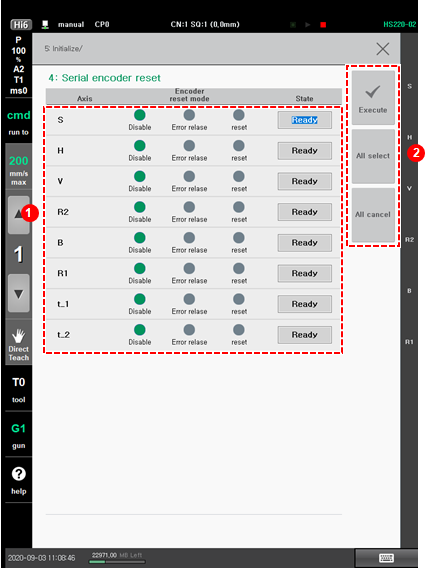 Hi6 manual CP0 CN:1 SQ:1 (0,0mm) HS220-02
P
100
%
A2
T1
ms0
5: Initialize/
4: Serial encoder reset
Axis Encoder reset mode State
S Disable Error relase reset Ready
H Disable Error relase reset Ready
V Disable Error relase reset Ready
R2 Disable Error relase reset Ready
B Disable Error relase reset Ready
R1 Disable Error relase reset Ready
t_1 Disable Error relase reset Ready
t_2 Disable Error relase reset Ready
Execute
All select
All cancel
2
1
cmd
run to
200
mm/s
max
1
Direct
Teach
T0
tool
G1
gun
?
help
S
H
V
R2
B
R1
2020-09-03 11:08:46 22971,00 MB Left